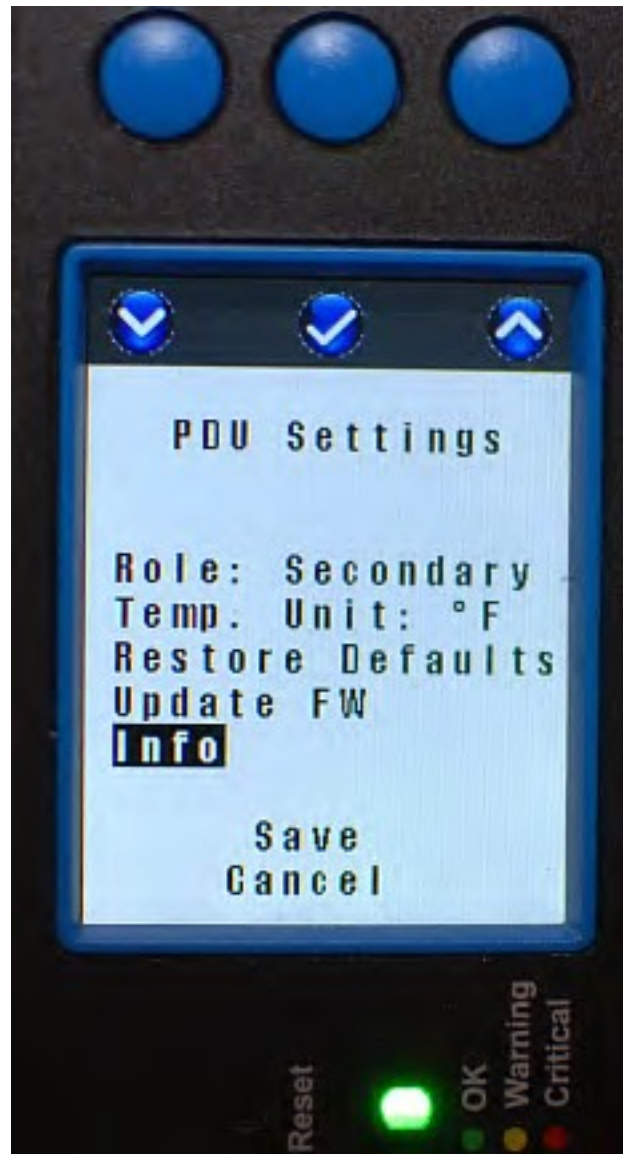 PDU Settings
Role: Secondary
Temp. Unit: °F
Restore Defaults
Update FW
Info
Save
Cancel
Reset
OK
Warning
Critical